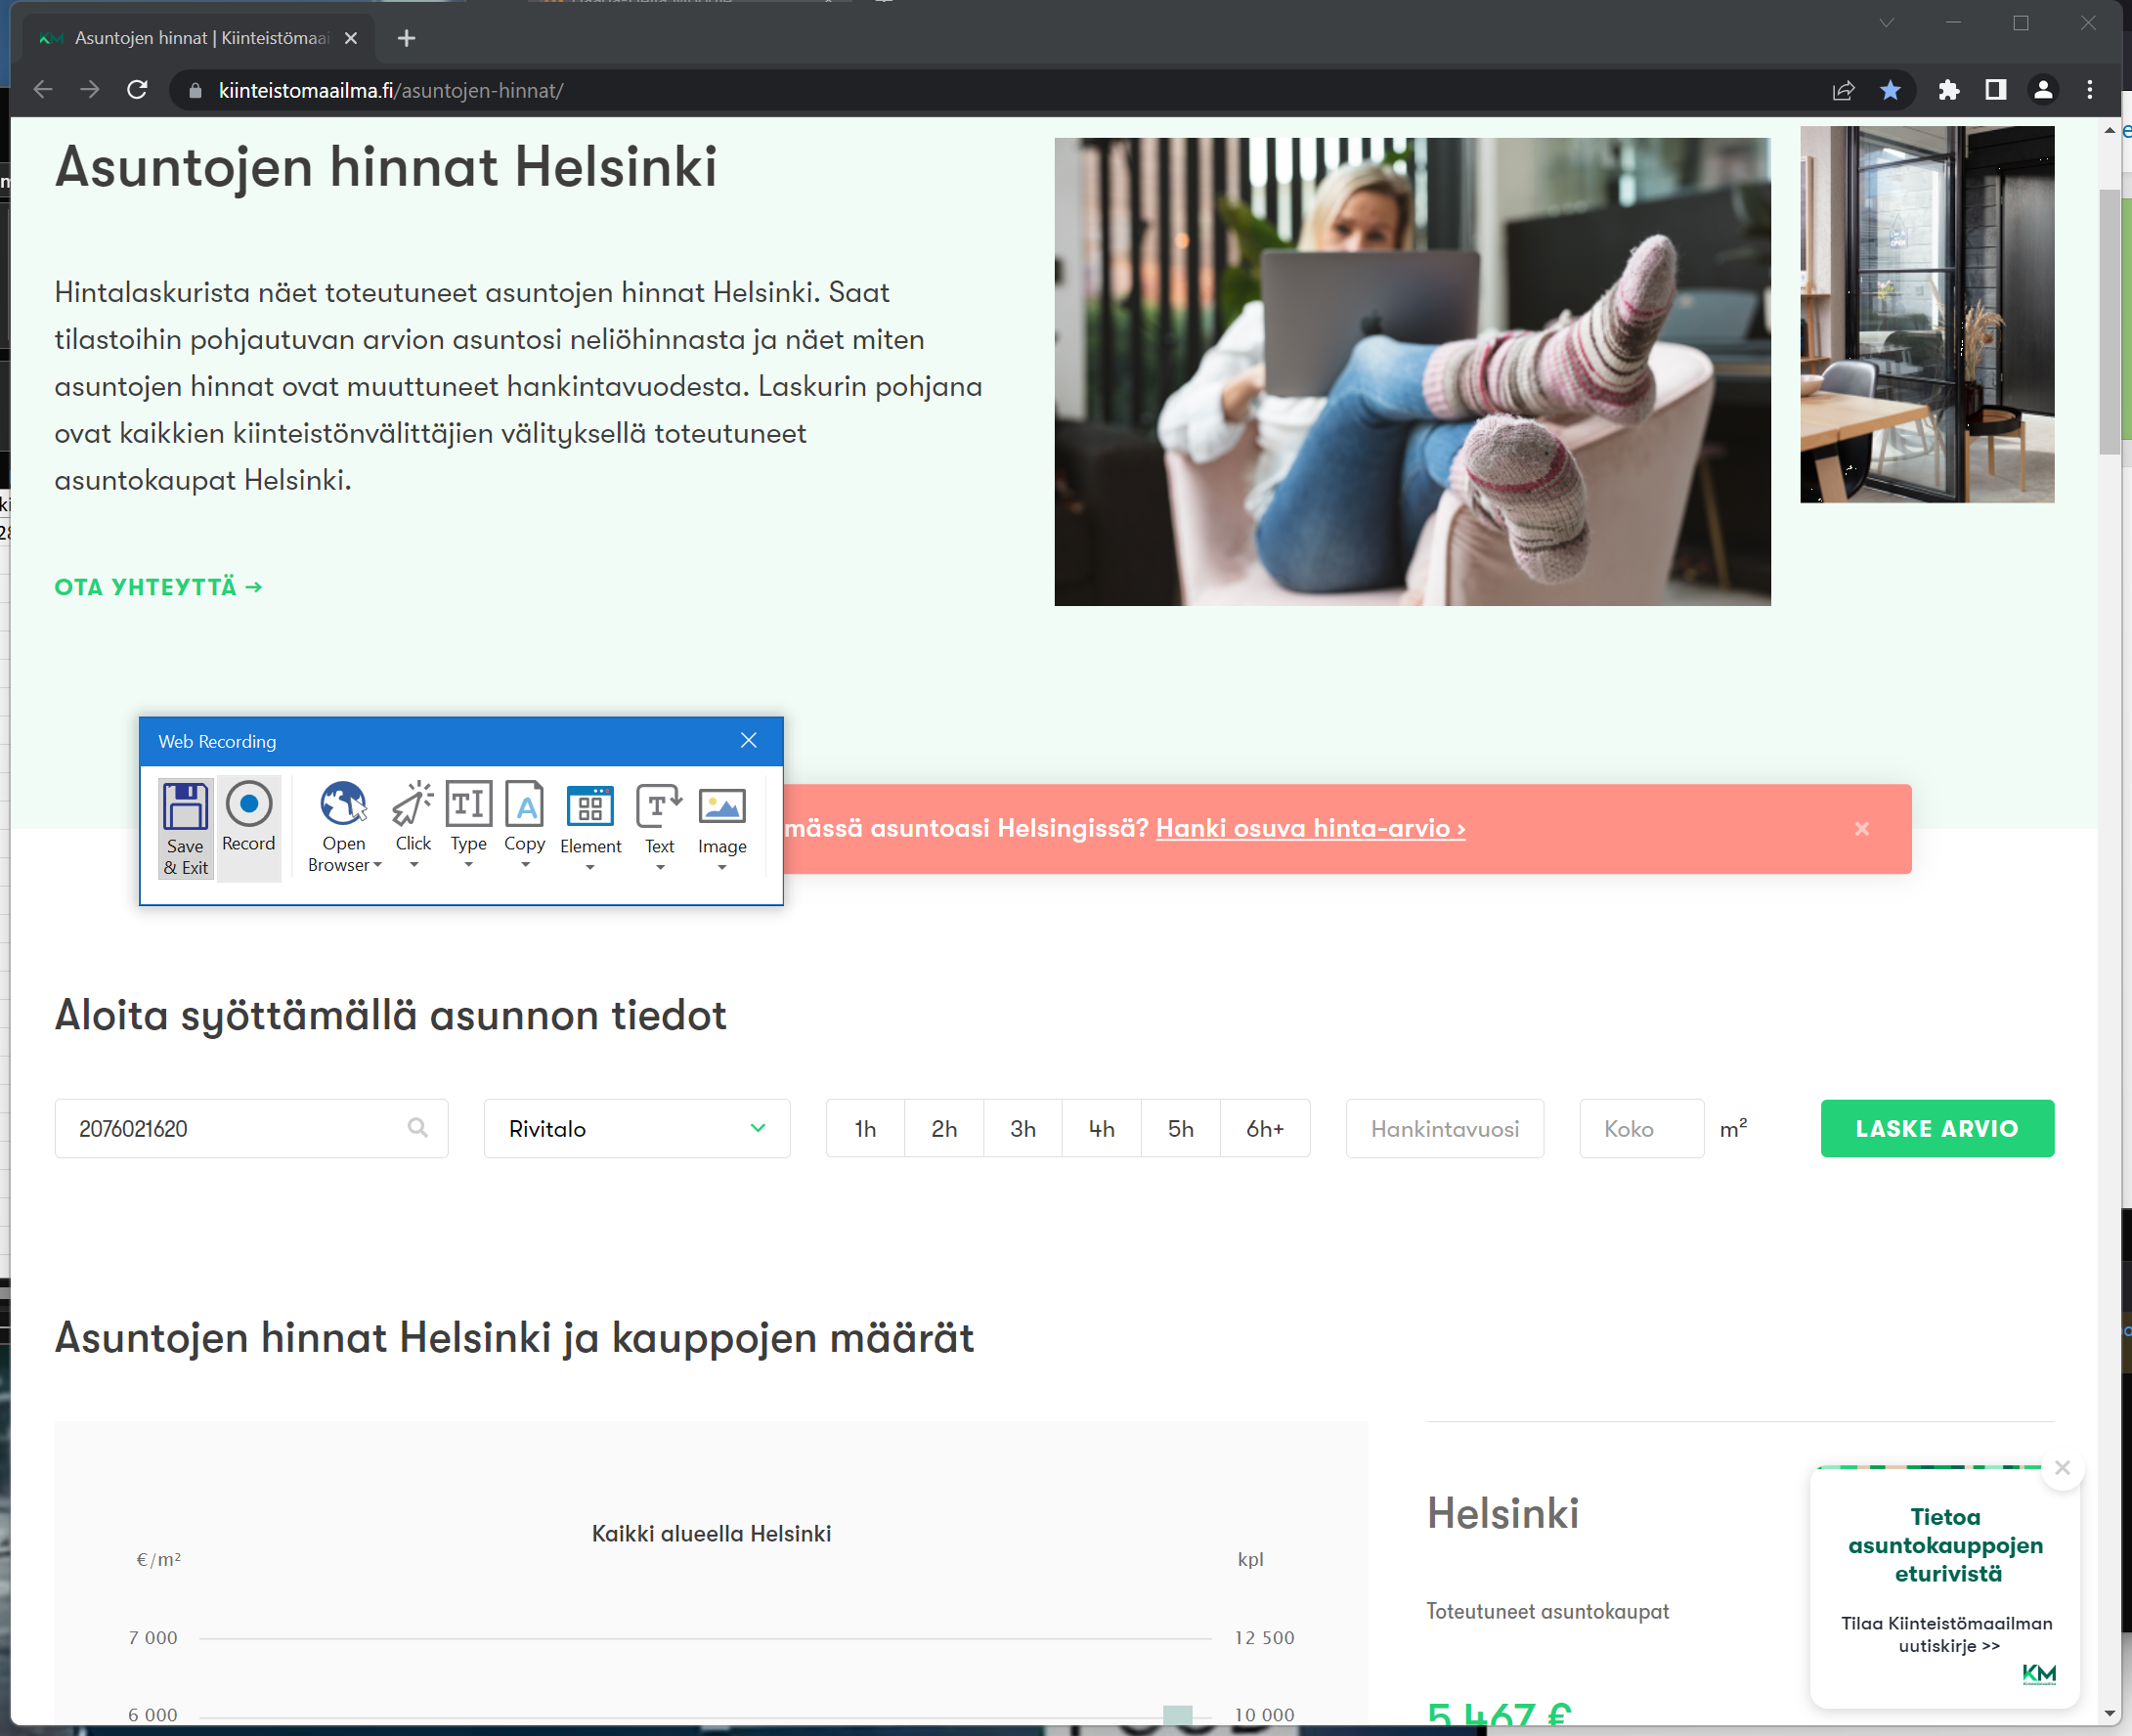 Asuntojen hinnat | Kiinteistömaai
kiinteistomaailma.fi/asuntojen-hinnat/
Asuntojen hinnat Helsinki
Hintalaskurista näet toteutuneet asuntojen hinnat Helsinki. Saat
tilastoihin pohjautuvan arvion asuntosi neliöhinnasta ja näet miten
asuntojen hinnat ovat muuttuneet hankintavuodesta. Laskurin pohjana
ovat kaikkien kiinteistönvälittäjien välityksellä toteutuneet
asuntokaupat Helsinki.
OTA YHTEYTTÄ →
Web Recording
Save & Exit
Record
Open Browser
Click
Type
Copy
Element
Text
Image
mässä asuntoasi Helsingissä? Hanki osuva hinta-arvio ›
Aloita syöttämällä asunnon tiedot
2076021620
Rivitalo
1h 2h 3h 4h 5h 6h+
Hankintavuosi
Koko
m²
LASKE ARVIO
Asuntojen hinnat Helsinki ja kauppojen määrät
Kaikki alueella Helsinki
€/m²
kpl
7 000
12 500
6 000
10 000
Helsinki
Toteutuneet asuntokaupat
5 467 €
Tietoa
asuntokauppojen
eturivistä
Tilaa Kiinteistömaailman
uutiskirje >>
KM